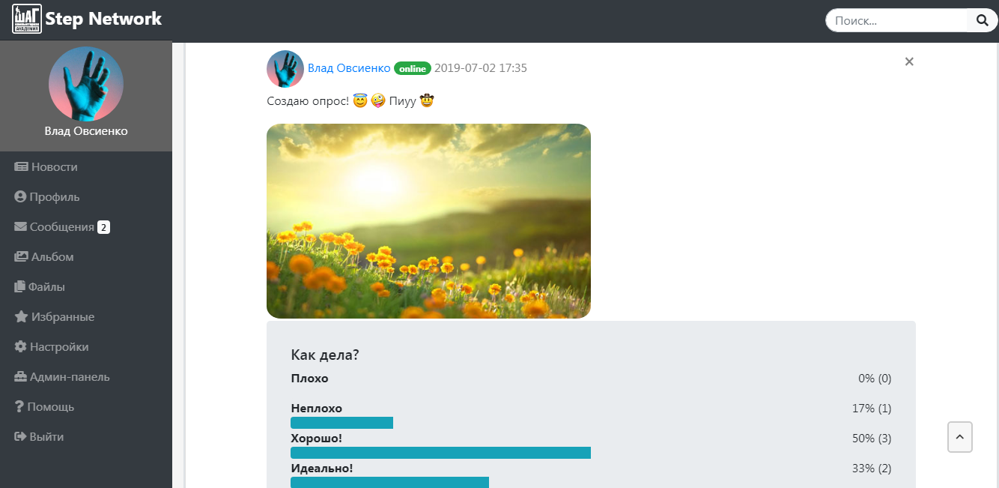 ШАГ
КОМПЬЮТЕРНАЯ
АКАДЕМИЯ
Step Network
Поиск...
Влад Овсиенко
Новости
Профиль
Сообщения 2
Альбом
Файлы
Избранные
Настройки
Админ-панель
Помощь
Выйти
Влад Овсиенко online 2019-07-02 17:35
×
Создаю опрос! 😇 🤪 Пиуу 🤠
Как дела?
Плохо 0% (0)
Неплохо 17% (1)
Хорошо! 50% (3)
Идеально! 33% (2)